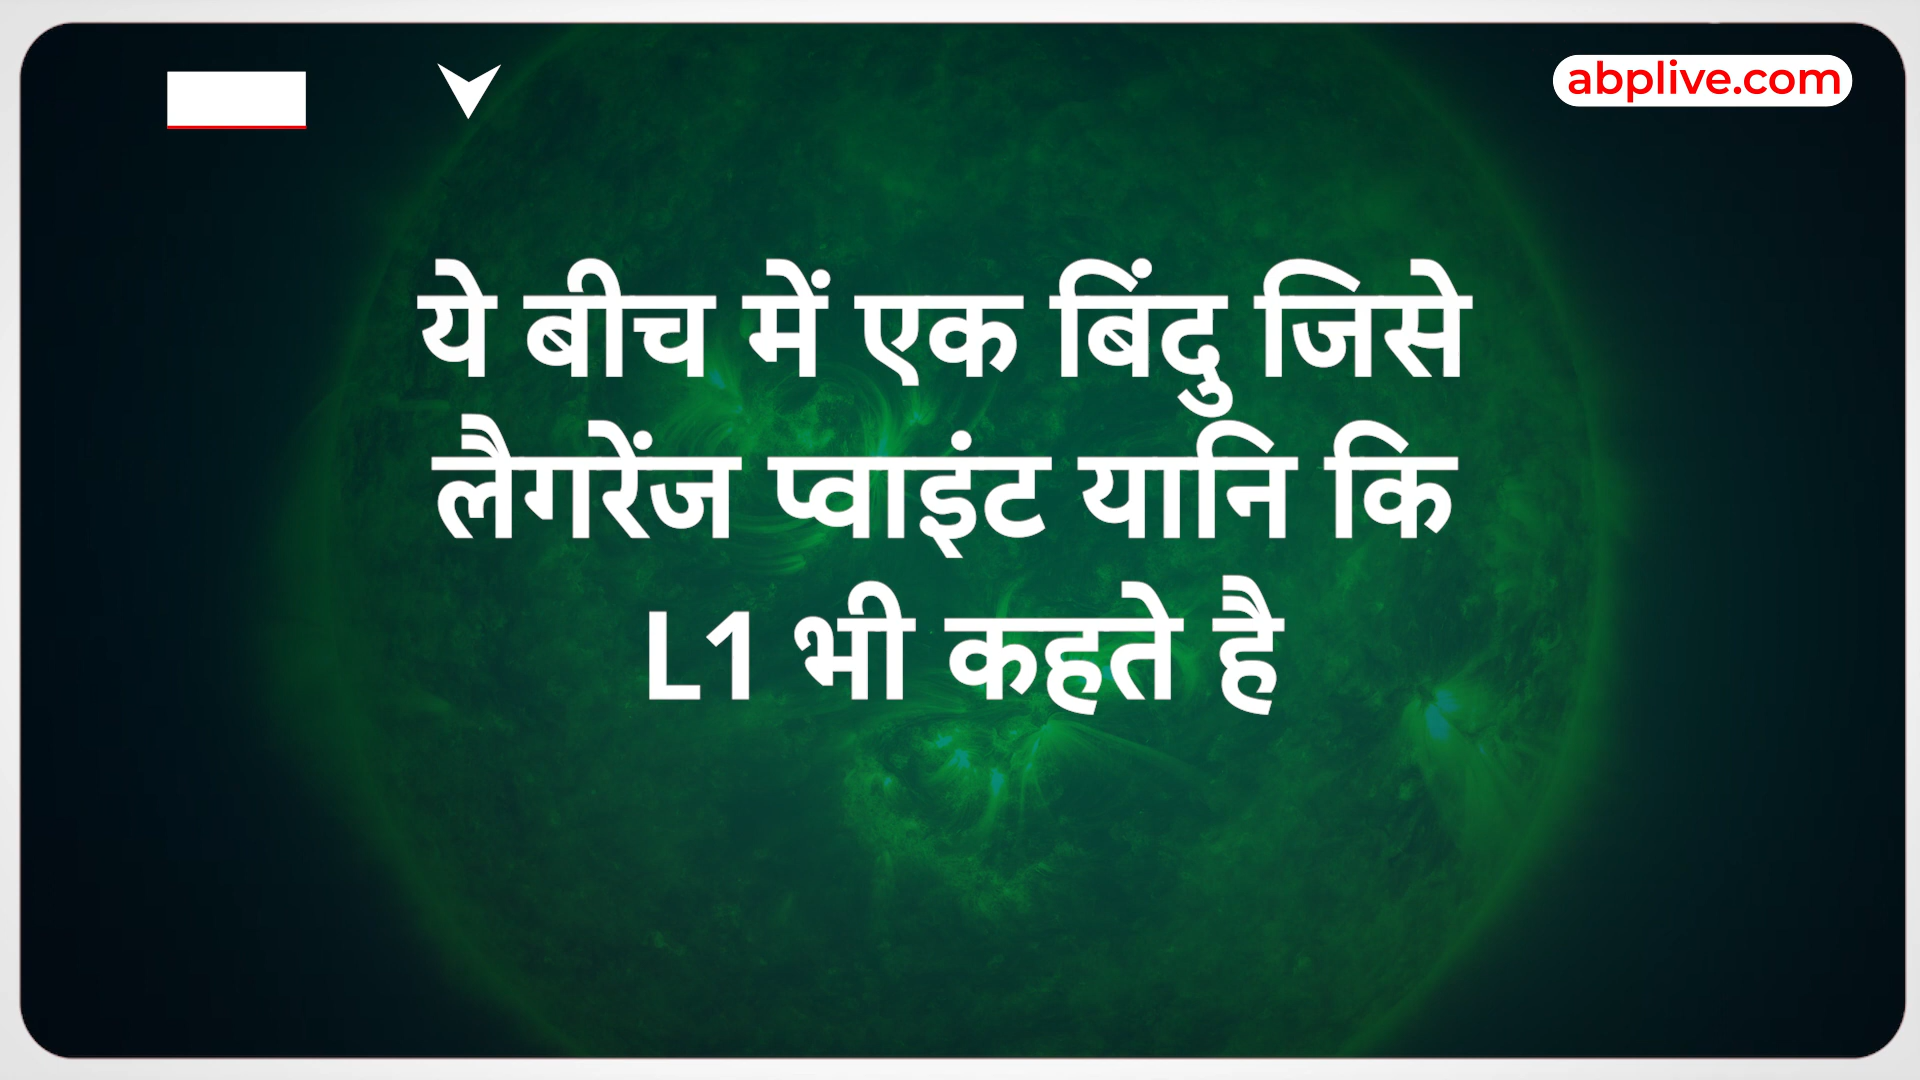 abplive.com
ये बीच में एक बिंदु जिसे
लैगरेंज प्वाइंट यानि कि
L1 भी कहते है